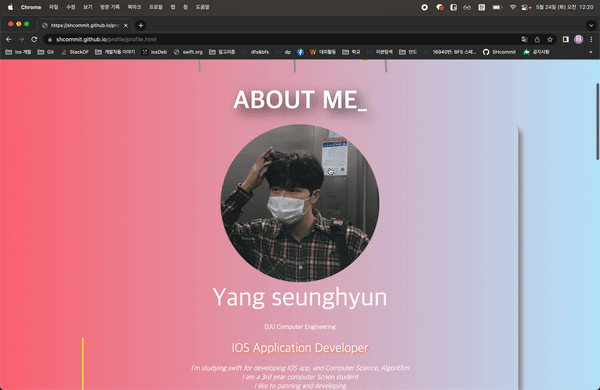 Chrome 파일 수정 보기 방문 기록 북마크 프로필 탭 창 도움말 5월 24일 (화) 오전 12:20
https://shcommit.github.io/pro
shcommit.github.io/profile/profile.html
ios 개발 Git StackOF 개발자들 이야기 iosDeb swift.org 알고리즘 dfs&bfs dp 대외활동 학교 이론탐색 16940번: BFS 스페... SHcommit 공지사항
ABOUT ME_
Yang seunghyun
DJU Computer Engineering
IOS Application Developer
I'm studying swift for developing IOS app, and Computer Science, Algorithm
I am a 3rd year computer Scnen student
I like to panning and developing